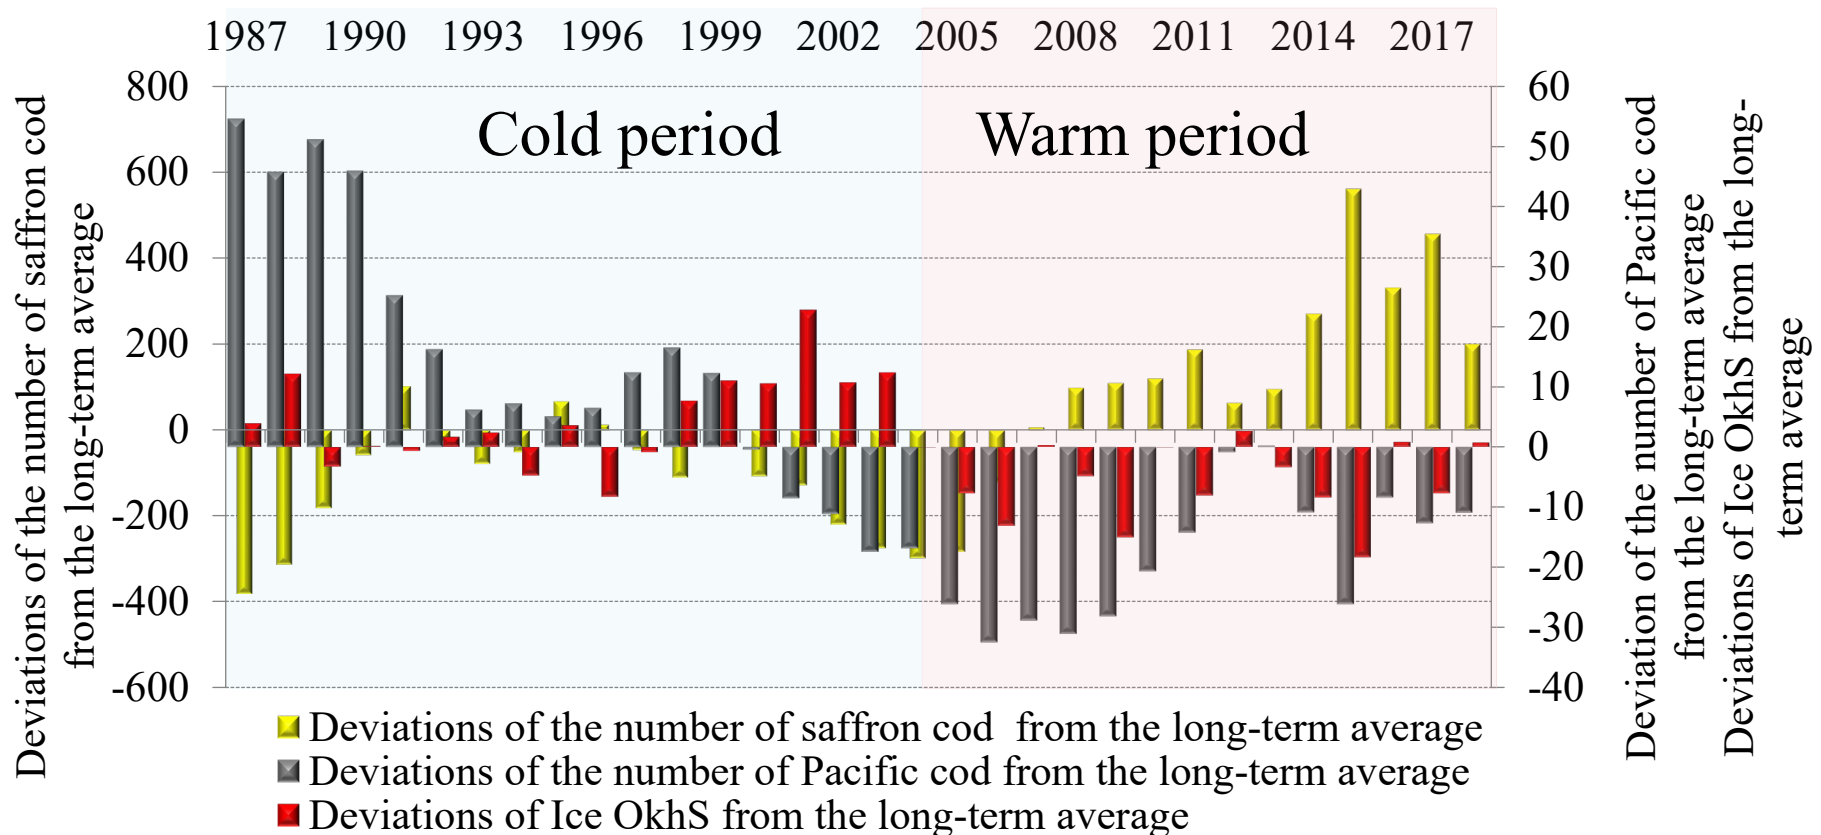 1987 1990 1993 1996 1999 2002 2005 2008 2011 2014 2017
Cold period
Warm period
Deviations of the number of saffron cod
from the long-term average
800
600
400
200
0
-200
-400
-600
60
50
40
30
20
10
0
-10
-20
-30
-40
Deviation of the number of Pacific cod
from the long-term average
Deviations of Ice OkhS from the long-
term average
Deviations of the number of saffron cod from the long-term average
Deviations of the number of Pacific cod from the long-term average
Deviations of Ice OkhS from the long-term average